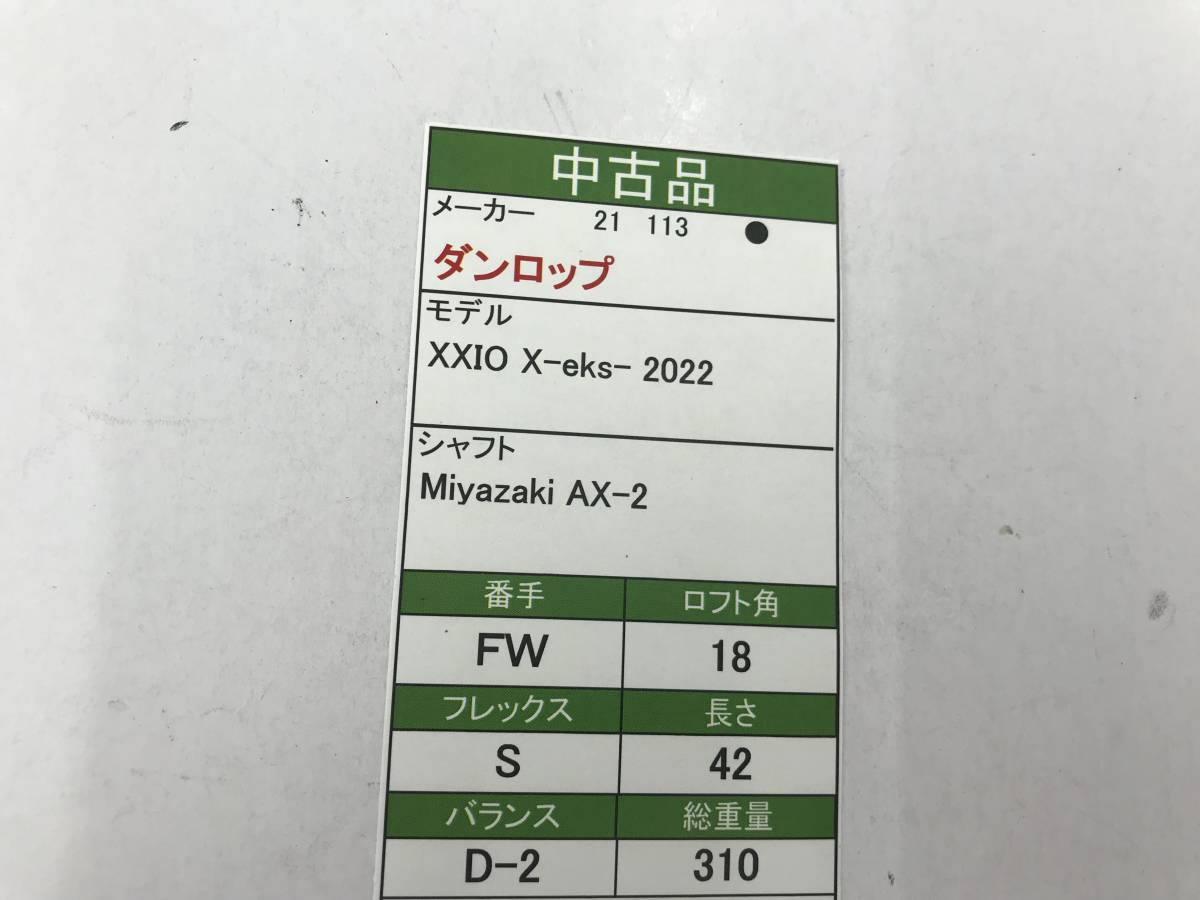 中古品
メーカー 21 113 ●
ダンロップ
モデル
XXIO X-eks- 2022
シャフト
Miyazaki AX-2
番手 ロフト角
FW 18
フレックス 長さ
S 42
バランス 総重量
D-2 310